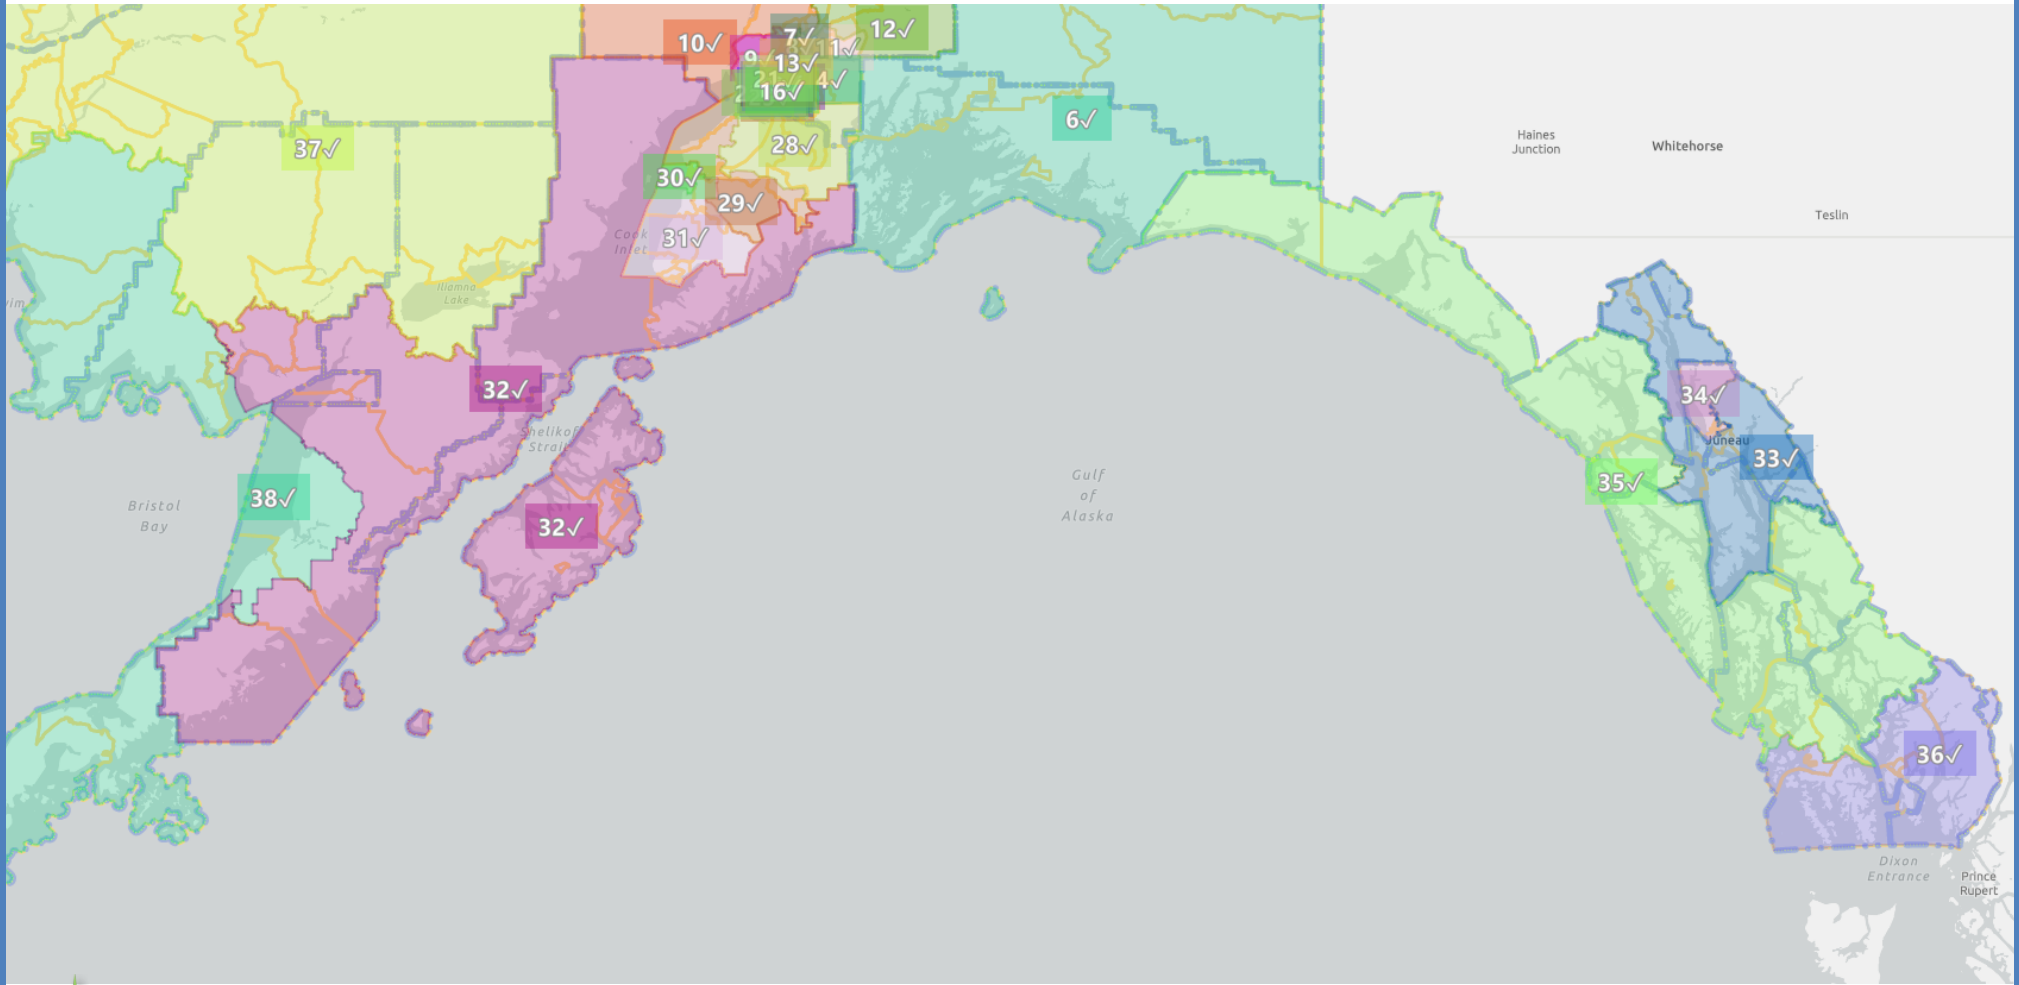 12✓
10✓
7✓
11✓
9✓
13✓
21
4✓
16✓
6✓
28✓
37✓
Haines
Junction
Whitehorse
30✓
29✓
Teslin
Cook
Inlet
31✓
Iliamna
Lake
32✓
34✓
Shelikof
Strait
Juneau
33✓
Gulf
of
Alaska
35✓
38✓
Bristol
Bay
32✓
36✓
Dixon
Entrance
Prince
Rupert